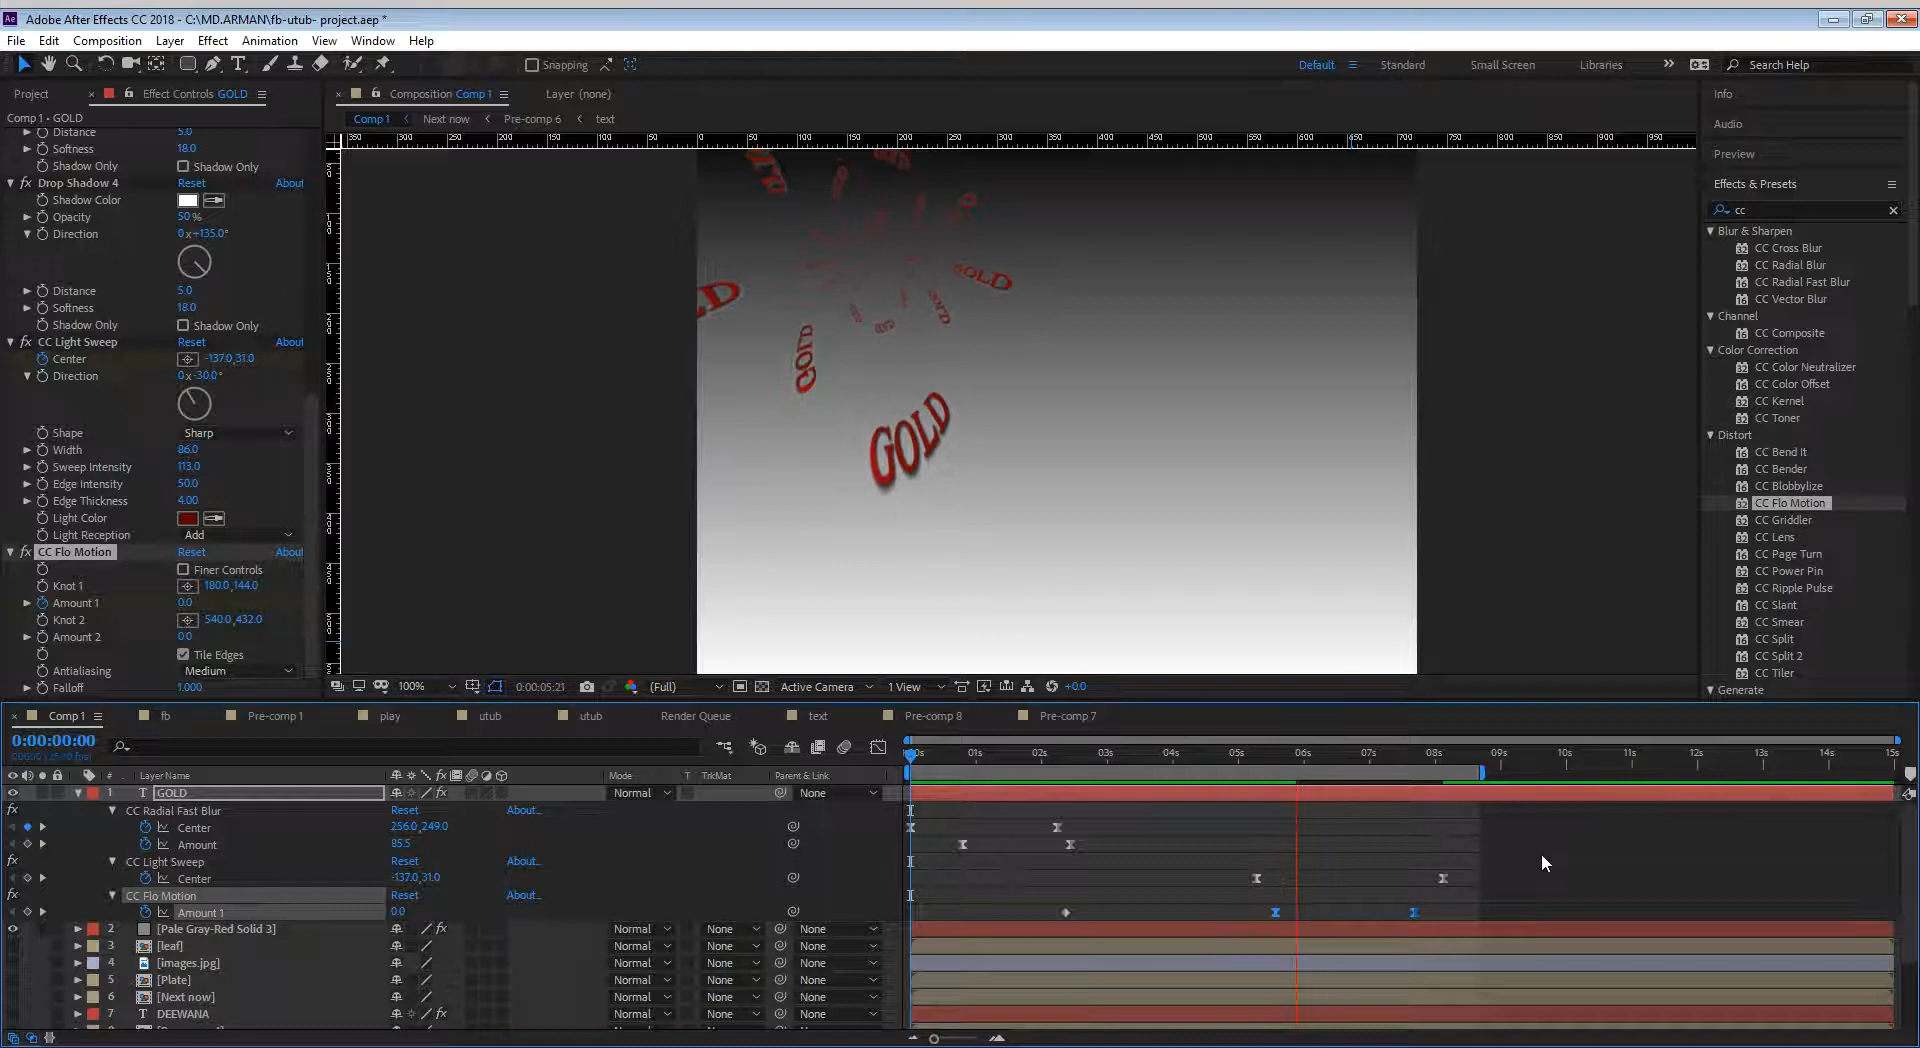 Adobe After Effects CC 2018 - C:\MD.ARMAN\fb-utub- project.aep *
File Edit Composition Layer Effect Animation View Window Help
Snapping Default Standard Small Screen Libraries Search Help
Project Effect Controls GOLD Composition Comp 1 Layer (none) Info
Comp 1 - GOLD Comp 1 Next now Pre-comp 6 text Audio
Preview
Effects & Presets
cc
Distance 5.0
Softness 18.0
Shadow Only Shadow Only
Drop Shadow 4 Reset About
Shadow Color
Opacity 50 %
Direction 0 x+135.0°
Distance 5.0
Softness 18.0
Shadow Only Shadow Only
CC Light Sweep Reset About
Center -137.0,31.0
Direction 0 x-30.0°
Shape Sharp
Width 86.0
Sweep Intensity 113.0
Edge Intensity 50.0
Edge Thickness 4.00
Light Color
Light Reception Add
CC Flo Motion Reset About
Finer Controls
Knot 1 180.0,144.0
Amount 1 0.0
Knot 2 540.0,432.0
Amount 2 0.0
Tile Edges
Antialiasing Medium
Falloff 1.000
GOLD
GOLD
GOLD
Blur & Sharpen
CC Cross Blur
CC Radial Blur
CC Radial Fast Blur
CC Vector Blur
Channel
CC Composite
Color Correction
CC Color Neutralizer
CC Color Offset
CC Kernel
CC Toner
Distort
CC Bend It
CC Bender
CC Blobbylize
CC Flo Motion
CC Griddler
CC Lens
CC Page Turn
CC Power Pin
CC Ripple Pulse
CC Slant
CC Smear
CC Split
CC Split 2
CC Tiler
Generate
100% 0:00:05:21 (Full) Active Camera 1 View +0.0
Comp 1 fb Pre-comp 1 play utub utub Render Queue text Pre-comp 8 Pre-comp 7
0:00:00:00
01s 02s 03s 04s 05s 06s 07s 08s 09s 10s 11s 12s 13s 14s 15s
# Layer Name Mode T TrkMat Parent & Link
1 T GOLD Normal None
CC Radial Fast Blur Reset About...
Center 256.0,249.0
Amount 85.5
CC Light Sweep Reset About...
Center -137.0,31.0
CC Flo Motion Reset About...
Amount 1 0.0
2 [Pale Gray-Red Solid 3] Normal None None
3 [leaf] Normal None None
4 [images.jpg] Normal None None
5 [Plate] Normal None None
6 [Next now] Normal None None
7 T DEEWANA Normal None None